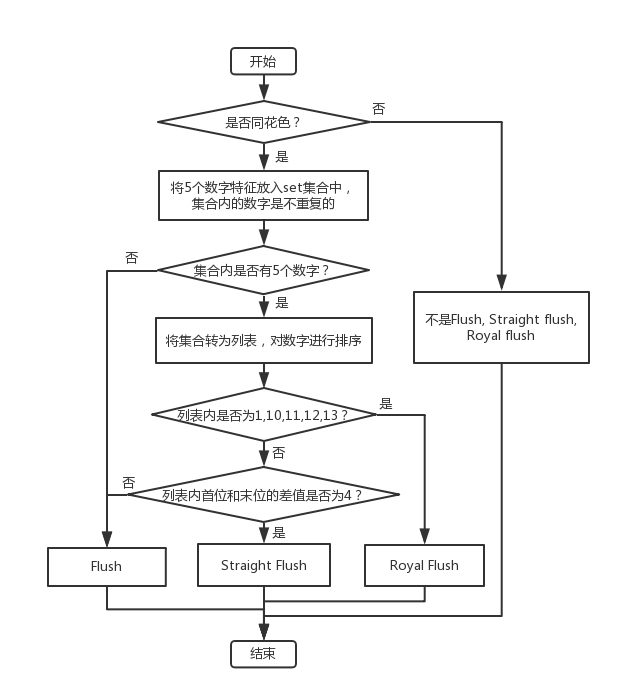 开始
是否同花色？
否
是
将5个数字特征放入set集合中，
集合内的数字是不重复的
否
集合内是否有5个数字？
是
不是Flush, Straight flush,
Royal flush
将集合转为列表，对数字进行排序
列表内是否为1,10,11,12,13？
是
否
否
列表内首位和末位的差值是否为4？
是
Flush
Straight Flush
Royal Flush
结束